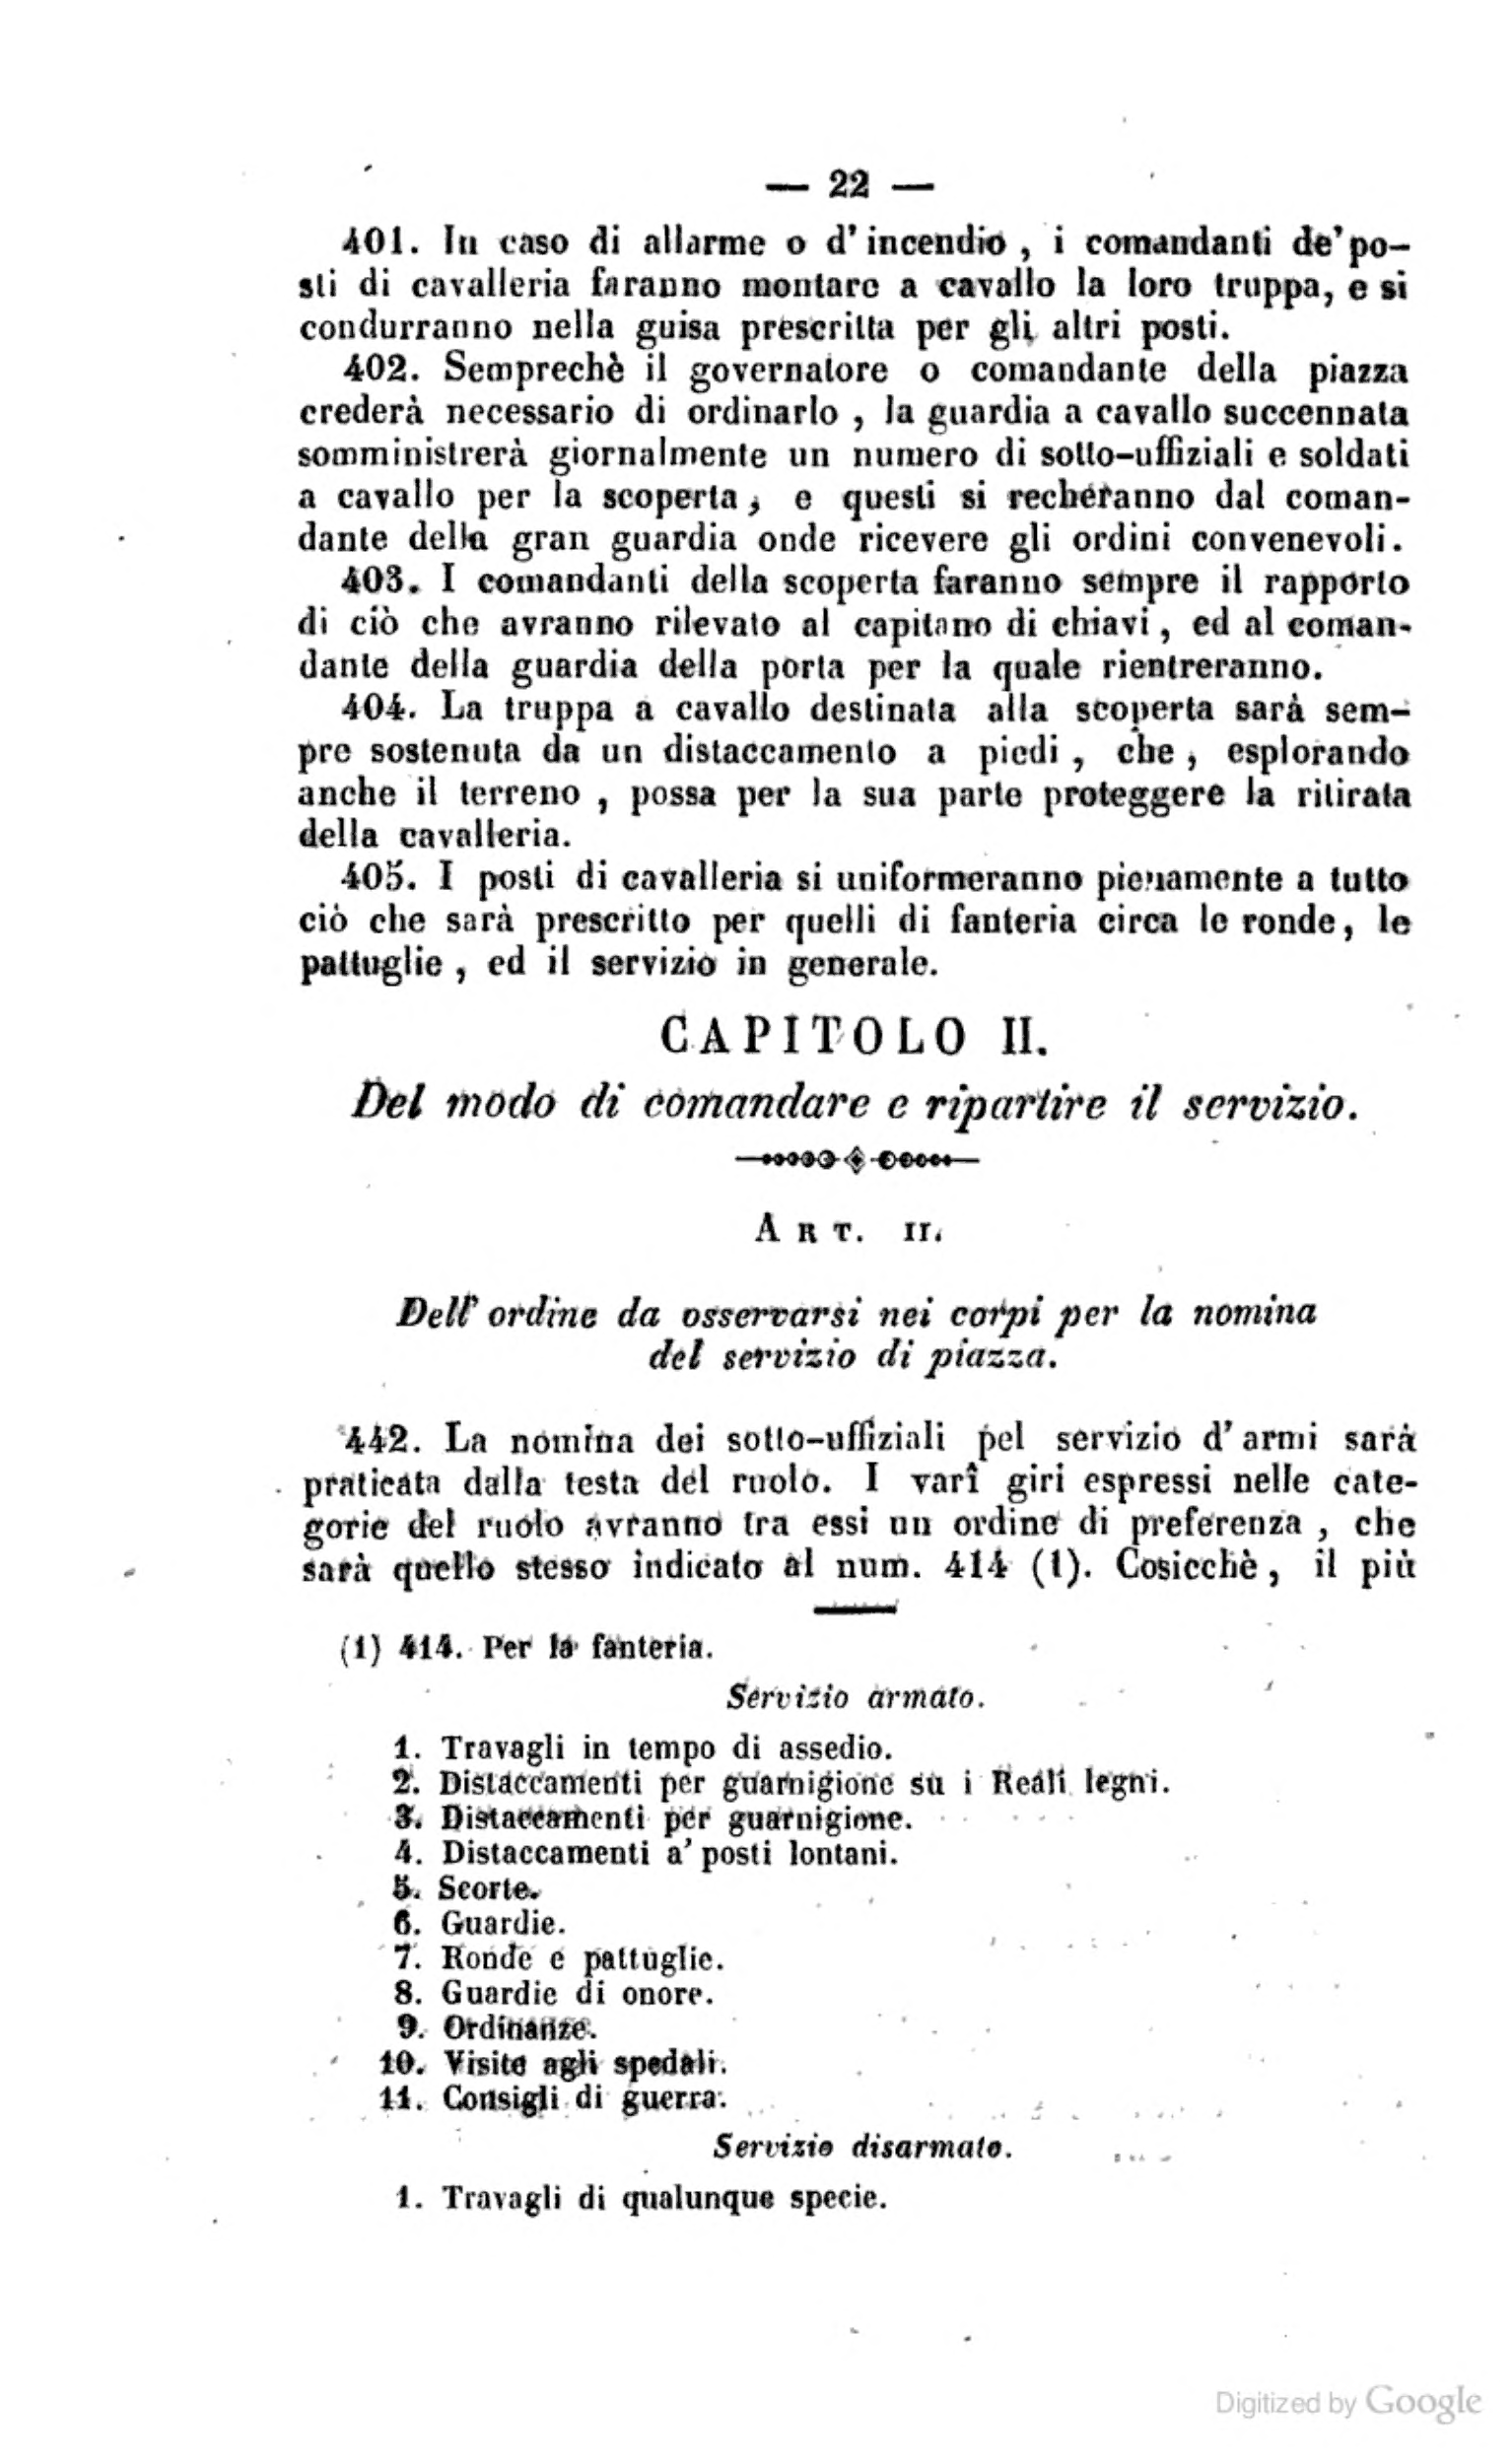 — 22 —
401. In caso di allarme o d' incendio , i comandanti de' po-
sti di cavalleria faranno montare a cavallo la loro truppa, e si
condurranno nella guisa prescritta per gli altri posti.
402. Semprechè il governatore o comandante della piazza
crederà necessario di ordinarlo , la guardia a cavallo succennata
somministrerà giornalmente un numero di sotto-uffiziali e soldati
a cavallo per la scoperta , e questi si recheranno dal coman-
dante della gran guardia onde ricevere gli ordini convenevoli.
403. I comandanti della scoperta faranno sempre il rapporto
di ciò che avranno rilevato al capitano di chiavi , ed al coman-
dante della guardia della porta per la quale rientreranno.
404. La truppa a cavallo destinata alla scoperta sarà sem-
pre sostenuta da un distaccamento a piedi , che , esplorando
anche il terreno , possa per la sua parte proteggere la ritirata
della cavalleria.
405. I posti di cavalleria si uniformeranno pienamente a tutto
ciò che sarà prescritto per quelli di fanteria circa le ronde, le
pattuglie , ed il servizio in generale.
CAPITOLO II.
Del modo di comandare e ripartire il servizio.
ART. II.
Dell' ordine da osservarsi nei corpi per la nomina
del servizio di piazza.
442. La nomina dei sotto-uffiziali pel servizio d' armi sarà
praticata dalla testa del ruolo. I varî giri espressi nelle cate-
gorie del ruolo avranno tra essi un ordine di preferenza , che
sarà quello stesso indicato al num. 414 (1). Cosicchè , il più
(1) 414. Per la fanteria.
Servizio armato.
1. Travagli in tempo di assedio.
2. Distaccamenti per guarnigione su i Reali legni.
3. Distaccamenti per guarnigione.
4. Distaccamenti a' posti lontani.
5. Scorte.
6. Guardie.
7. Ronde e pattuglie.
8. Guardie di onore.
9. Ordinanze.
10. Visite agli spedali.
11. Consigli di guerra.
Servizio disarmato.
1. Travagli di qualunque specie.
Digitized by Google